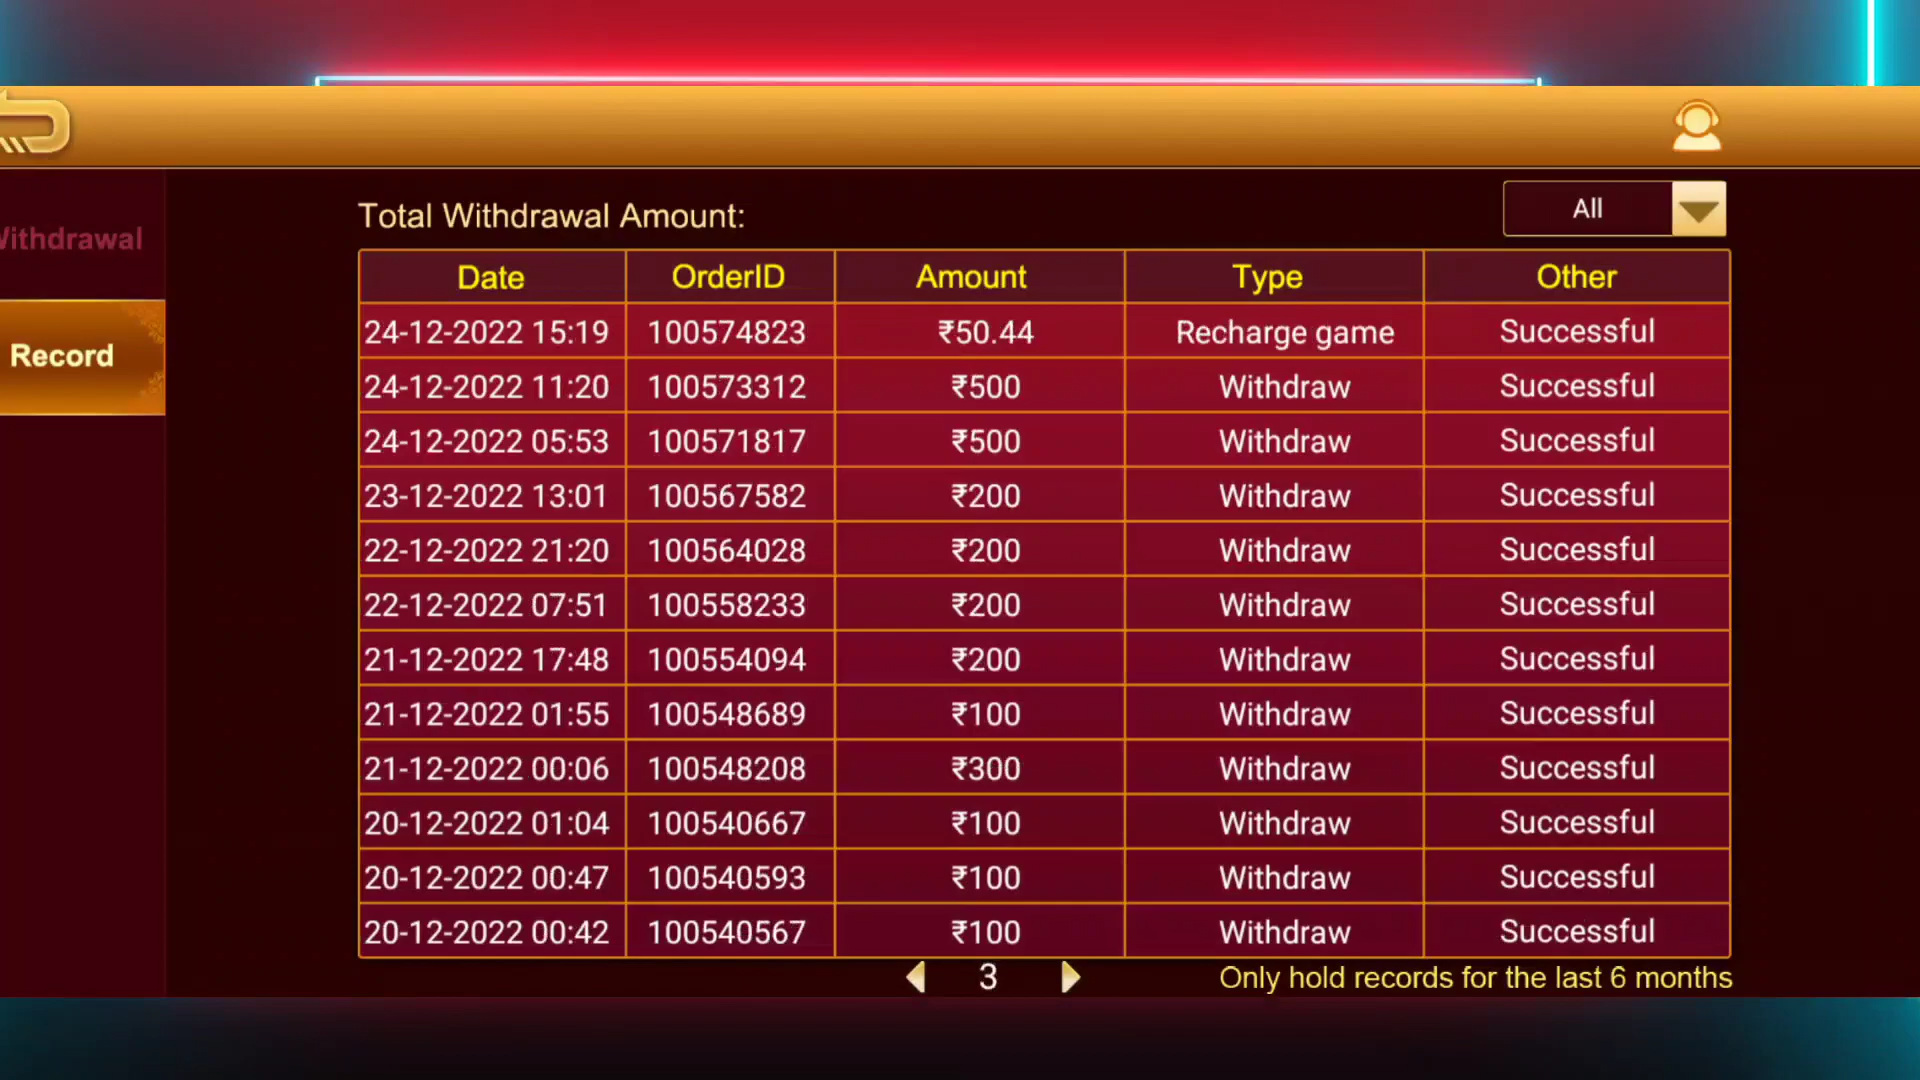 Total Withdrawal Amount:
All
Withdrawal
Record
Date OrderID Amount Type Other
24-12-2022 15:19 100574823 ₹50.44 Recharge game Successful
24-12-2022 11:20 100573312 ₹500 Withdraw Successful
24-12-2022 05:53 100571817 ₹500 Withdraw Successful
23-12-2022 13:01 100567582 ₹200 Withdraw Successful
22-12-2022 21:20 100564028 ₹200 Withdraw Successful
22-12-2022 07:51 100558233 ₹200 Withdraw Successful
21-12-2022 17:48 100554094 ₹200 Withdraw Successful
21-12-2022 01:55 100548689 ₹100 Withdraw Successful
21-12-2022 00:06 100548208 ₹300 Withdraw Successful
20-12-2022 01:04 100540667 ₹100 Withdraw Successful
20-12-2022 00:47 100540593 ₹100 Withdraw Successful
20-12-2022 00:42 100540567 ₹100 Withdraw Successful
3
Only hold records for the last 6 months